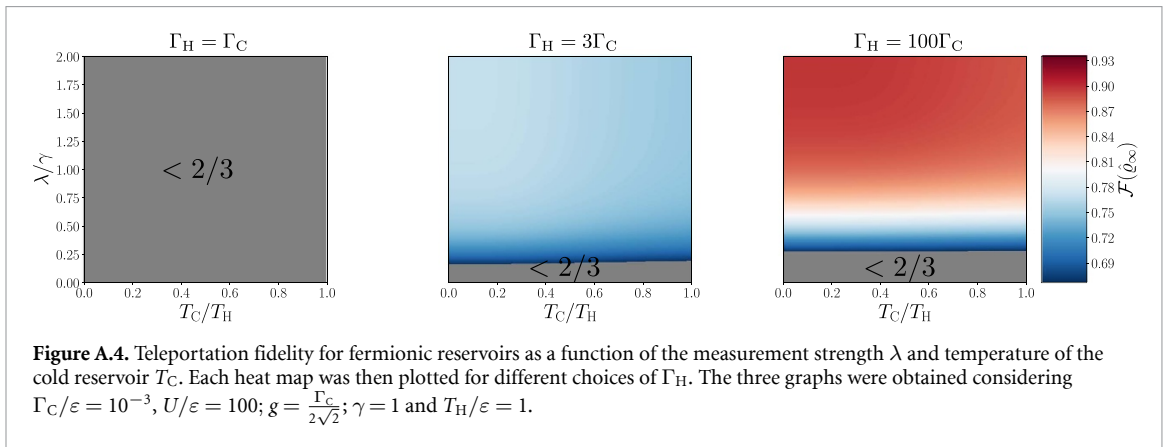 Γ_H = Γ_C
Γ_H = 3Γ_C
Γ_H = 100Γ_C
2.00
1.75
1.50
1.25
1.00
0.75
0.50
0.25
0.00
λ/γ
< 2/3
0.0 0.2 0.4 0.6 0.8 1.0
T_C/T_H
< 2/3
0.0 0.2 0.4 0.6 0.8 1.0
T_C/T_H
< 2/3
0.0 0.2 0.4 0.6 0.8 1.0
T_C/T_H
0.93
0.90
0.87
0.84
0.81
0.78
0.75
0.72
0.69
ℱ(ϱ̂_∞)
Figure A.4. Teleportation fidelity for fermionic reservoirs as a function of the measurement strength λ and temperature of the
cold reservoir T_C. Each heat map was then plotted for different choices of Γ_H. The three graphs were obtained considering
Γ_C/ε = 10⁻³, U/ε = 100; g = Γ_C/(2√2); γ = 1 and T_H/ε = 1.